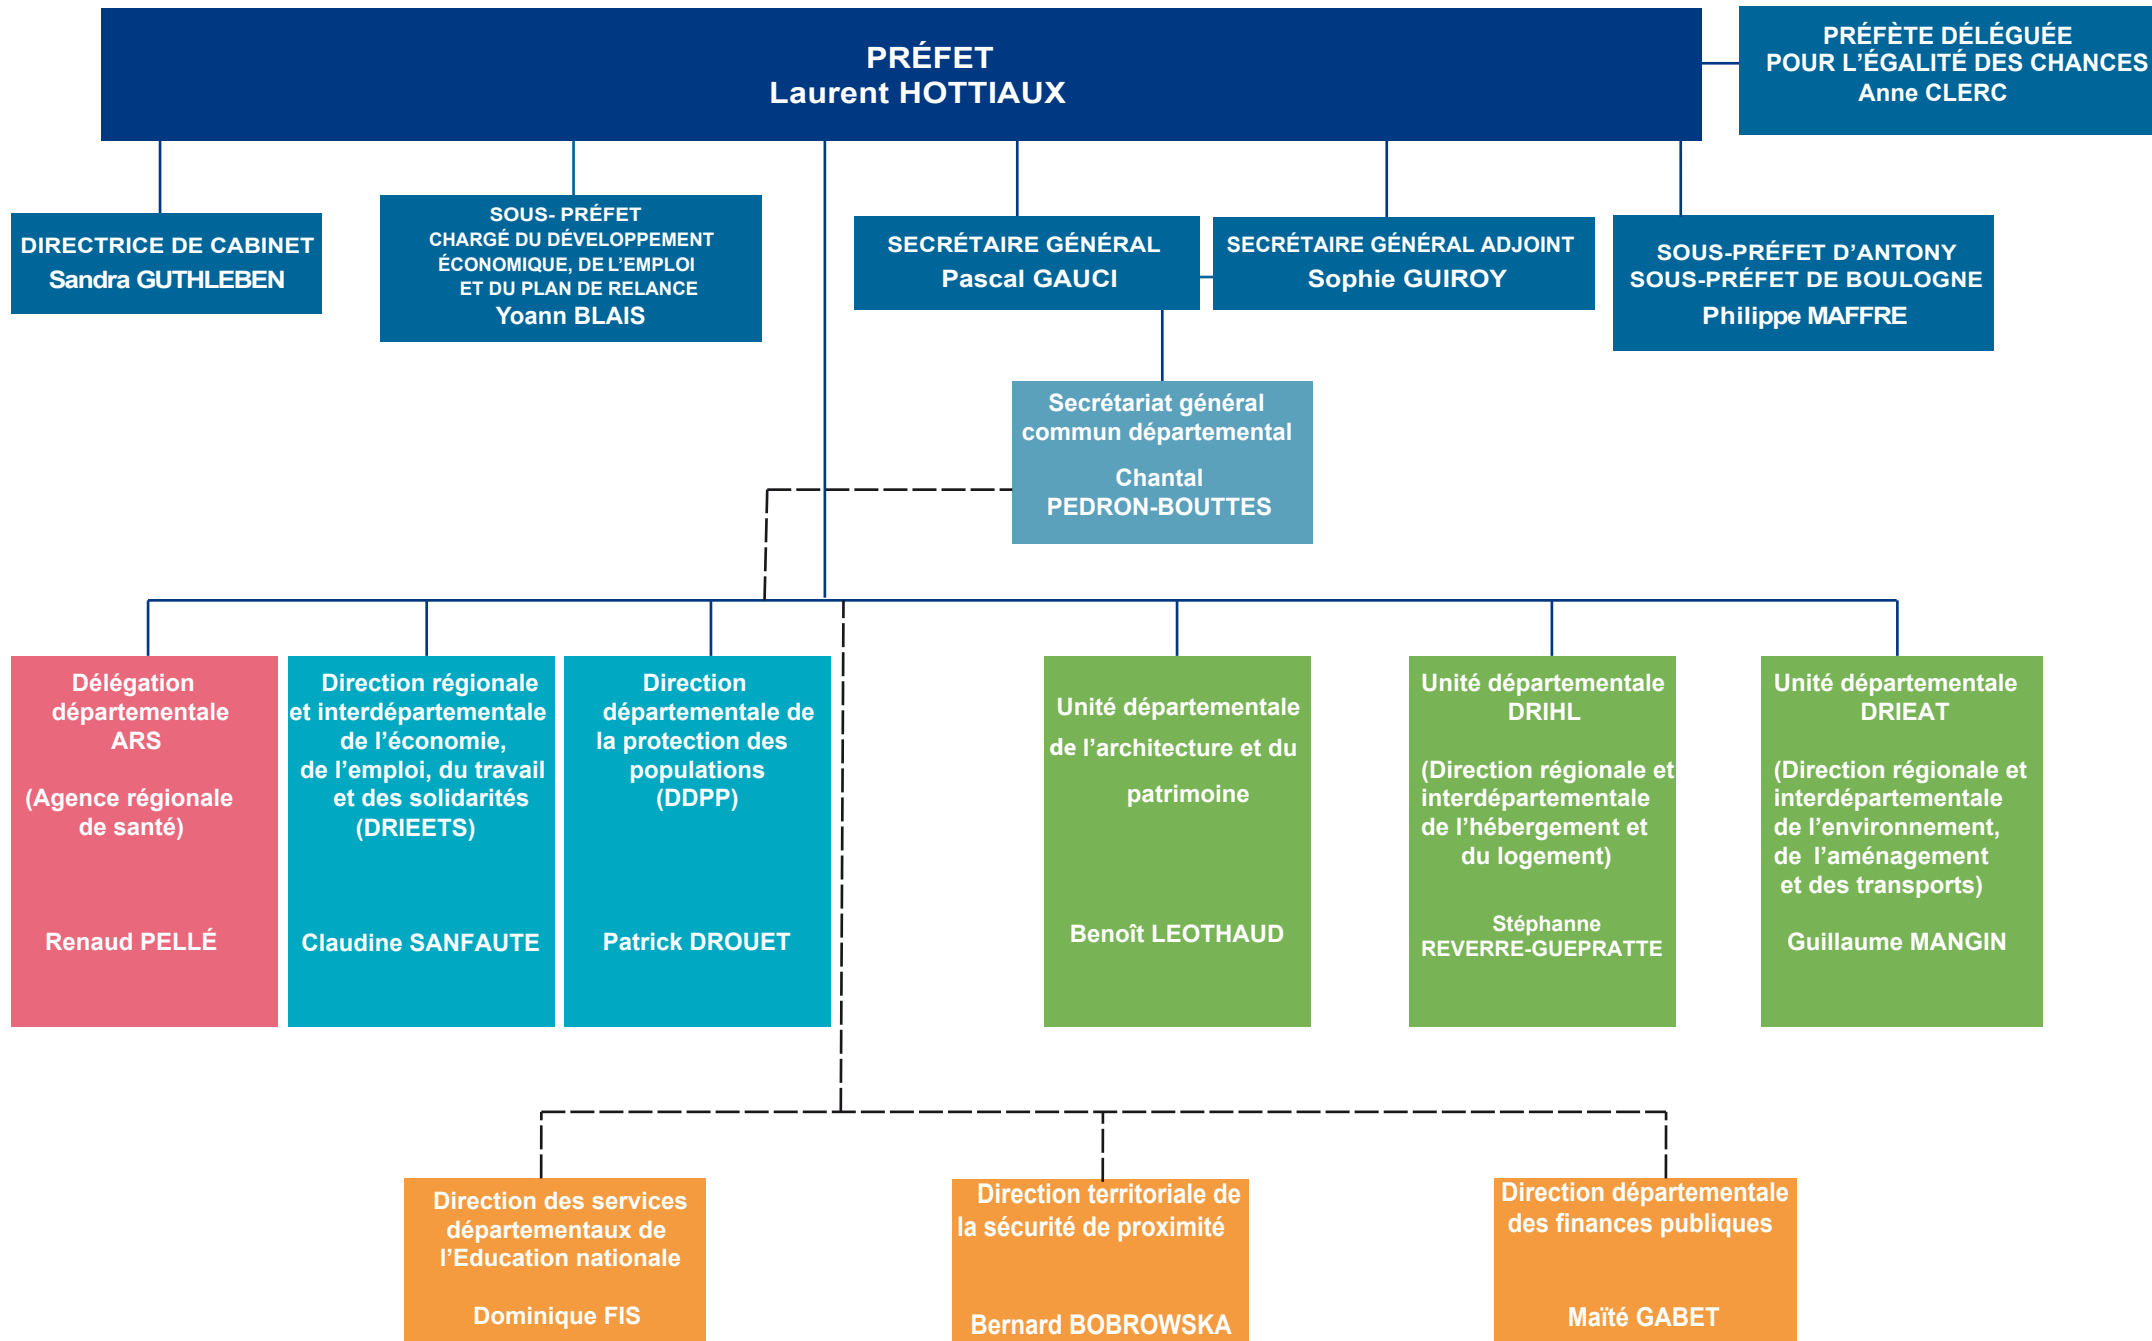 PRÉFET
Laurent HOTTIAUX
PRÉFÈTE DÉLÉGUÉE
POUR L'ÉGALITÉ DES CHANCES
Anne CLERC
DIRECTRICE DE CABINET
Sandra GUTHLEBEN
SOUS- PRÉFET
CHARGÉ DU DÉVELOPPEMENT
ÉCONOMIQUE, DE L'EMPLOI
ET DU PLAN DE RELANCE
Yoann BLAIS
SECRÉTAIRE GÉNÉRAL
Pascal GAUCI
SECRÉTAIRE GÉNÉRAL ADJOINT
Sophie GUIROY
SOUS-PRÉFET D'ANTONY
SOUS-PRÉFET DE BOULOGNE
Philippe MAFFRE
Secrétariat général
commun départemental
Chantal
PEDRON-BOUTTES
Délégation
départementale
ARS
(Agence régionale
de santé)
Renaud PELLÉ
Direction régionale
et interdépartementale
de l'économie,
de l'emploi, du travail
et des solidarités
(DRIEETS)
Claudine SANFAUTE
Direction
départementale de
la protection des
populations
(DDPP)
Patrick DROUET
Unité départementale
de l'architecture et du
patrimoine
Benoît LEOTHAUD
Unité départementale
DRIHL
(Direction régionale et
interdépartementale
de l'hébergement et
du logement)
Stéphanne
REVERRE-GUEPRATTE
Unité départementale
DRIEAT
(Direction régionale et
interdépartementale
de l'environnement,
de l'aménagement
et des transports)
Guillaume MANGIN
Direction des services
départementaux de
l'Education nationale
Dominique FIS
Direction territoriale de
la sécurité de proximité
Bernard BOBROWSKA
Direction départementale
des finances publiques
Maïté GABET